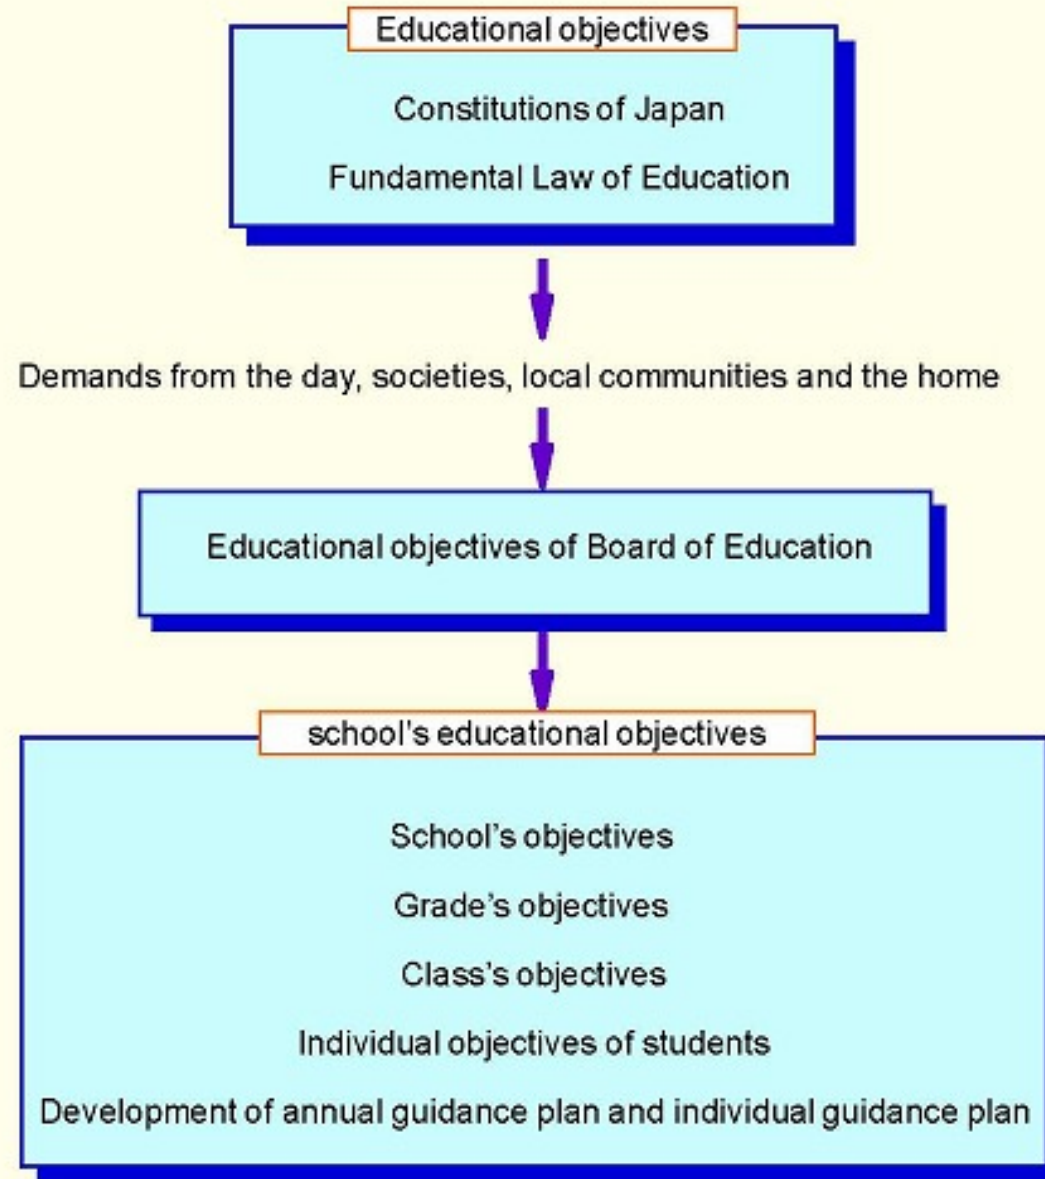 Educational objectives
Constitutions of Japan
Fundamental Law of Education
Demands from the day, societies, local communities and the home
Educational objectives of Board of Education
school's educational objectives
School’s objectives
Grade’s objectives
Class’s objectives
Individual objectives of students
Development of annual guidance plan and individual guidance plan